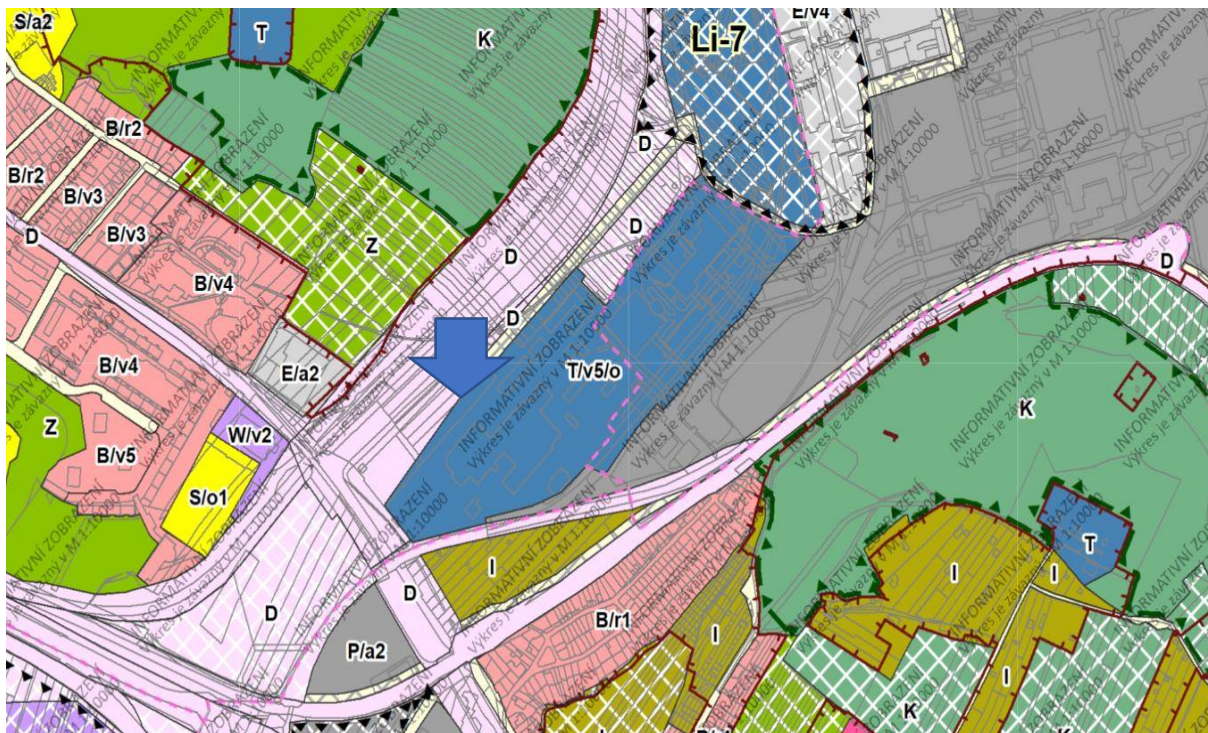 S/a2
T
K
Li-7
E/v4
B/r2
B/r2
B/v3
B/v3
D
B/v4
Z
D
D
D
D
D
B/v4
E/a2
T/v5/o
K
Z
W/v2
B/v5
S/o1
T
I
I
I
D
D
B/r1
I
P/a2
I
K
K
INFORMATIVNÍ ZOBRAZENÍ
Výkres je závazný v M 1:10000